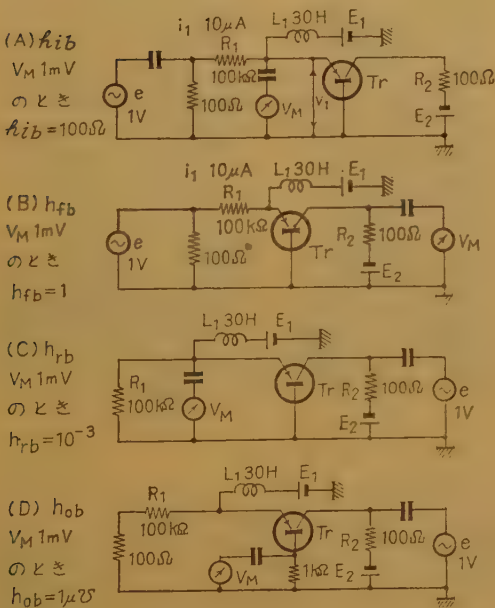 (A) hib
VM 1mV
のとき
hib=100Ω
i1 10μA
R1
100kΩ
L1 30H
E1
e
1V
100Ω
VM
v1
Tr
R2
100Ω
E2
(B) hfb
VM 1mV
のとき
hfb=1
i1 10μA
R1
100kΩ
L1 30H
E1
e
1V
100Ω
Tr
R2
100Ω
E2
VM
(C) hrb
VM 1mV
のとき
hrb=10-3
L1 30H
E1
R1
100kΩ
VM
Tr
R2
100Ω
E2
e
1V
(D) hob
VM 1mV
のとき
hob=1μ℧
R1
100kΩ
L1 30H
E1
100Ω
VM
Tr
1kΩ
R2
100Ω
E2
e
1V